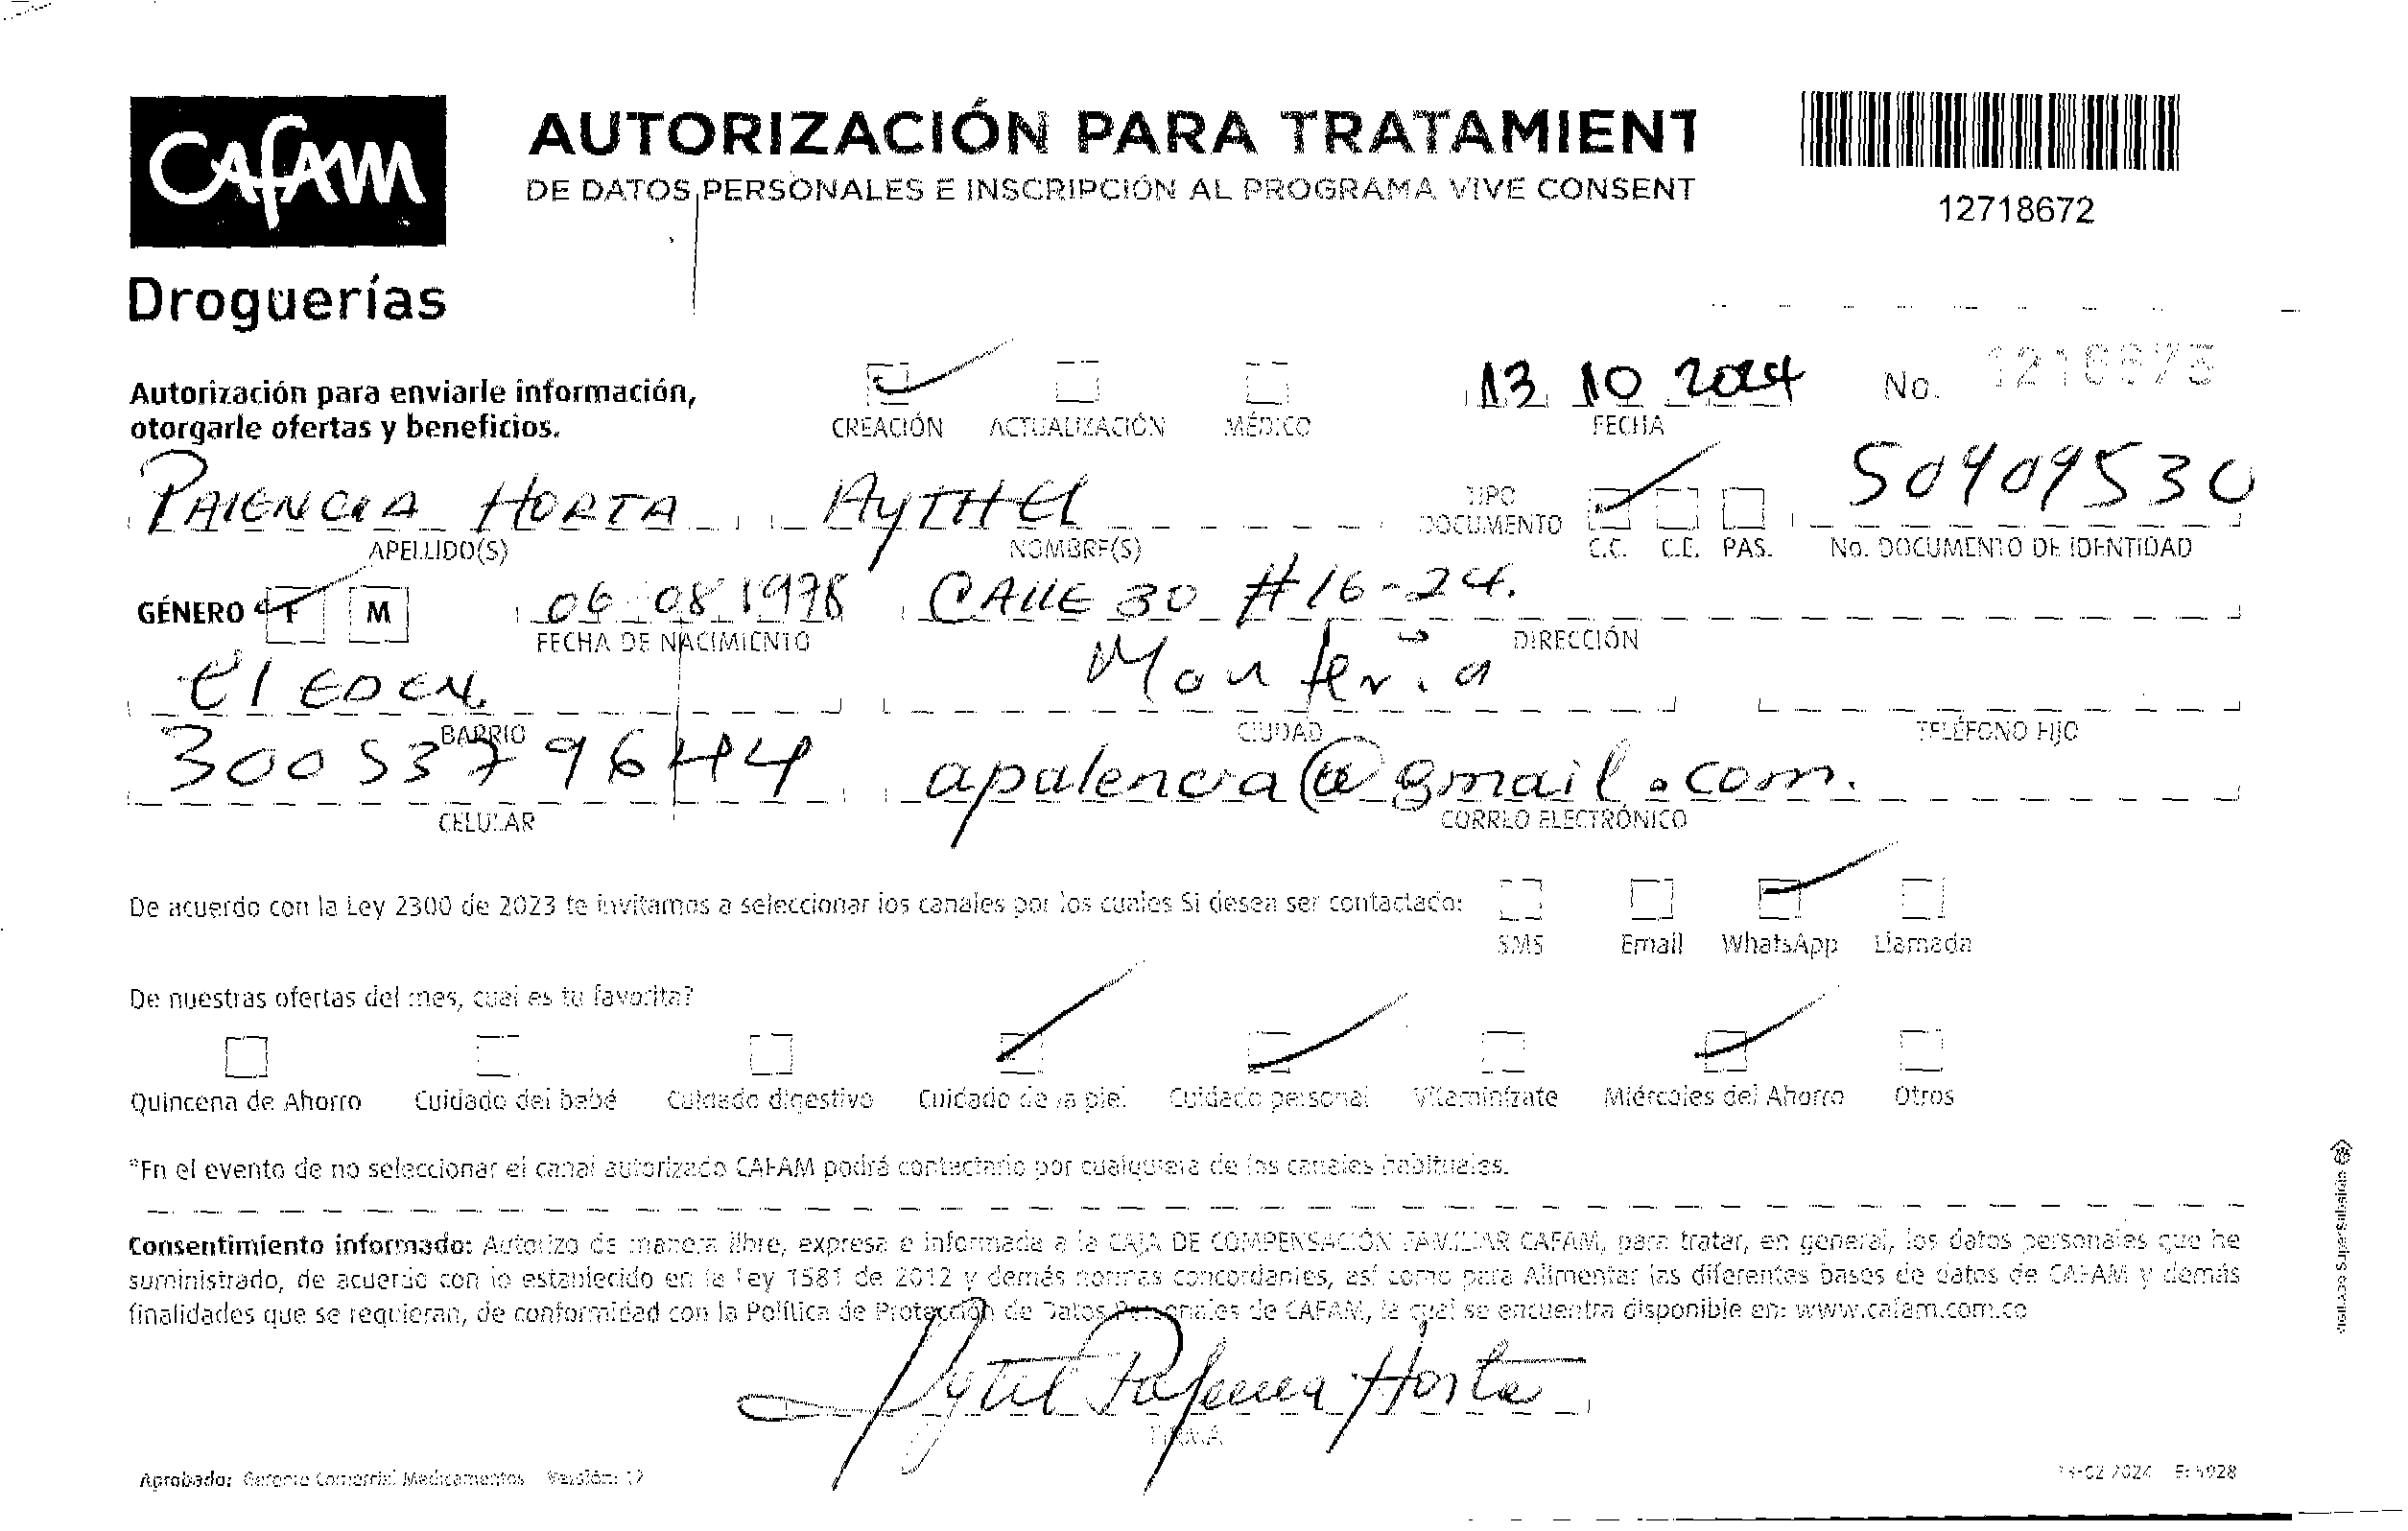 CAFAM
Droguerías
AUTORIZACIÓN PARA TRATAMIENT
DE DATOS PERSONALES E INSCRIPCIÓN AL PROGRAMA VIVE CONSENT
12718672
Autorización para enviarle información,
otorgarle ofertas y beneficios.
CREACIÓN ACTUALIZACIÓN MÉDICO
13 10 2024
FECHA
No.
PALENCIA HORTA AYTHEL
APELLIDO(S) NOMBRE(S)
TIPO
DOCUMENTO
C.C. C.E. PAS.
50909530
No. DOCUMENTO DE IDENTIDAD
GÉNERO F M
06 08 1978 CALLE 30 #16-24.
FECHA DE NACIMIENTO DIRECCIÓN
El EDEN. Montería
BARRIO CIUDAD TELÉFONO FIJO
3005379644 apalencia@gmail.com.
CELULAR CORREO ELECTRÓNICO
De acuerdo con la Ley 2300 de 2023 te invitamos a seleccionar los canales por los cuales Si desea ser contactado:
SMS Email WhatsApp Llamada
De nuestras ofertas del mes, cual es tu favorita?
Quincena de Ahorro Cuidado del bebé Cuidado digestivo Cuidado de la piel Cuidado personal Vitaminízate Miércoles del Ahorro Otros
*En el evento de no seleccionar el canal autorizado CAFAM podrá contactarlo por cualquiera de los canales habituales.
Consentimiento informado: Autorizo de manera libre, expresa e informada a la CAJA DE COMPENSACIÓN FAMILIAR CAFAM, para tratar, en general, los datos personales que he
suministrado, de acuerdo con lo establecido en la Ley 1581 de 2012 y demás normas concordantes, así como para Alimentar las diferentes bases de datos de CAFAM y demás
finalidades que se requieran, de conformidad con la Política de Protección de Datos Personales de CAFAM, la cual se encuentra disponible en: www.cafam.com.co
Aythel Palencia Horta
FIRMA
Aprobado: Gerente Comercial Medicamentos Versión: 12